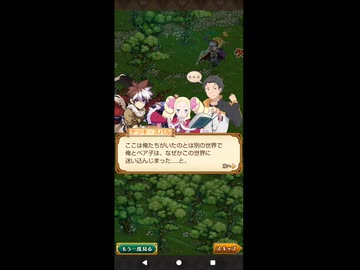 ナツキ・スバル
ここは俺たちがいたのとは別の世界で
俺とベア子は、なぜかこの世界に
迷い込んじまった……と。
次へ
もう一度見る
スキップ